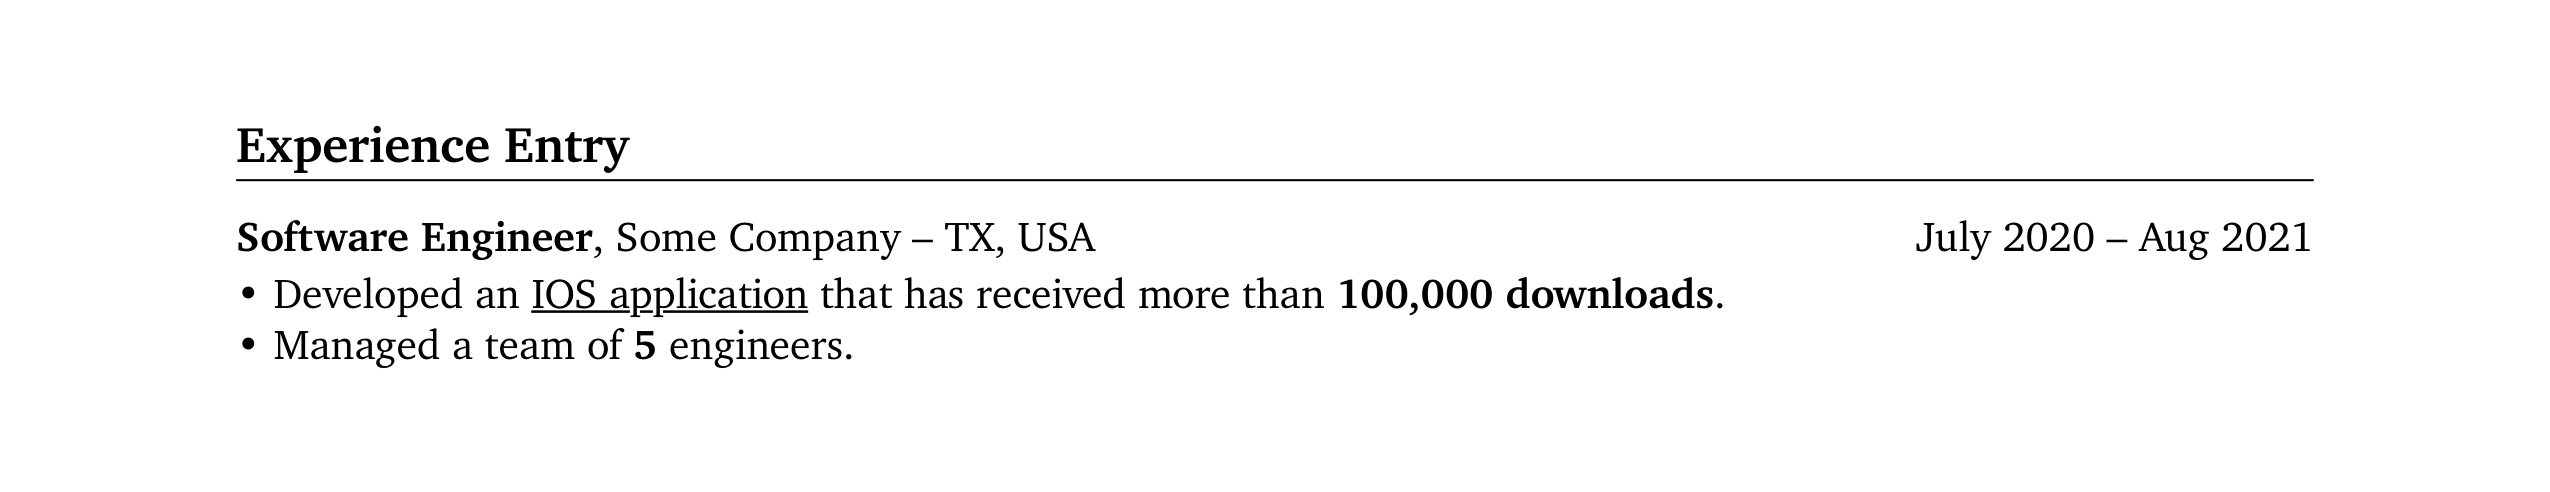 Experience Entry
Software Engineer, Some Company – TX, USA July 2020 – Aug 2021
• Developed an IOS application that has received more than 100,000 downloads.
• Managed a team of 5 engineers.